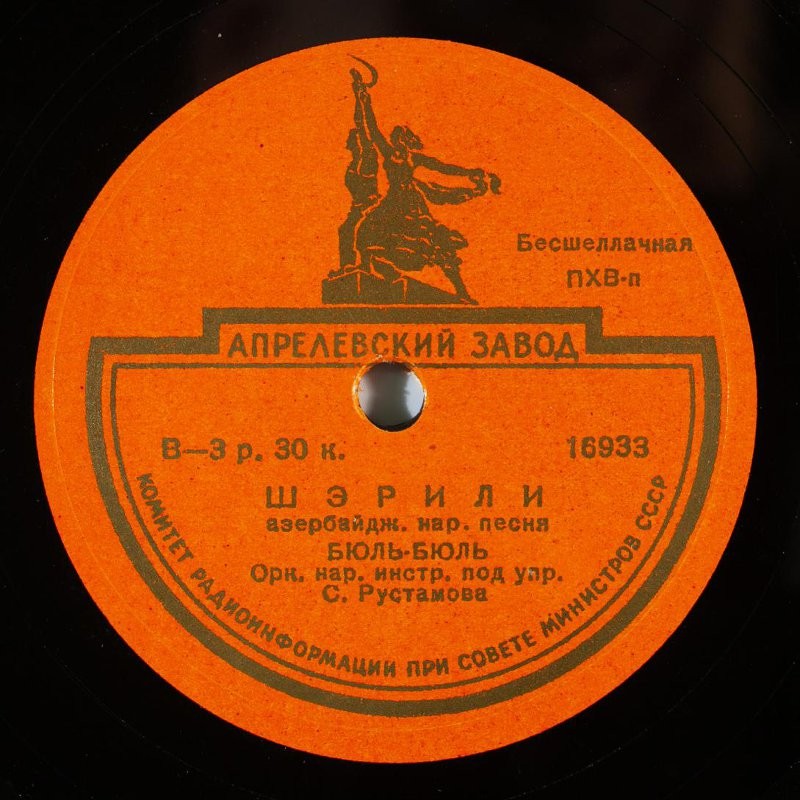 Бесшеллачная
ПХВ-п
АПРЕЛЕВСКИЙ ЗАВОД
В—3 р. 30 к.
16933
ШЭРИЛИ
азербайдж. нар. песня
БЮЛЬ-БЮЛЬ
Орк. нар. инстр. под упр.
С. Рустамова
КОМИТЕТ РАДИОИНФОРМАЦИИ ПРИ СОВЕТЕ МИНИСТРОВ СССР